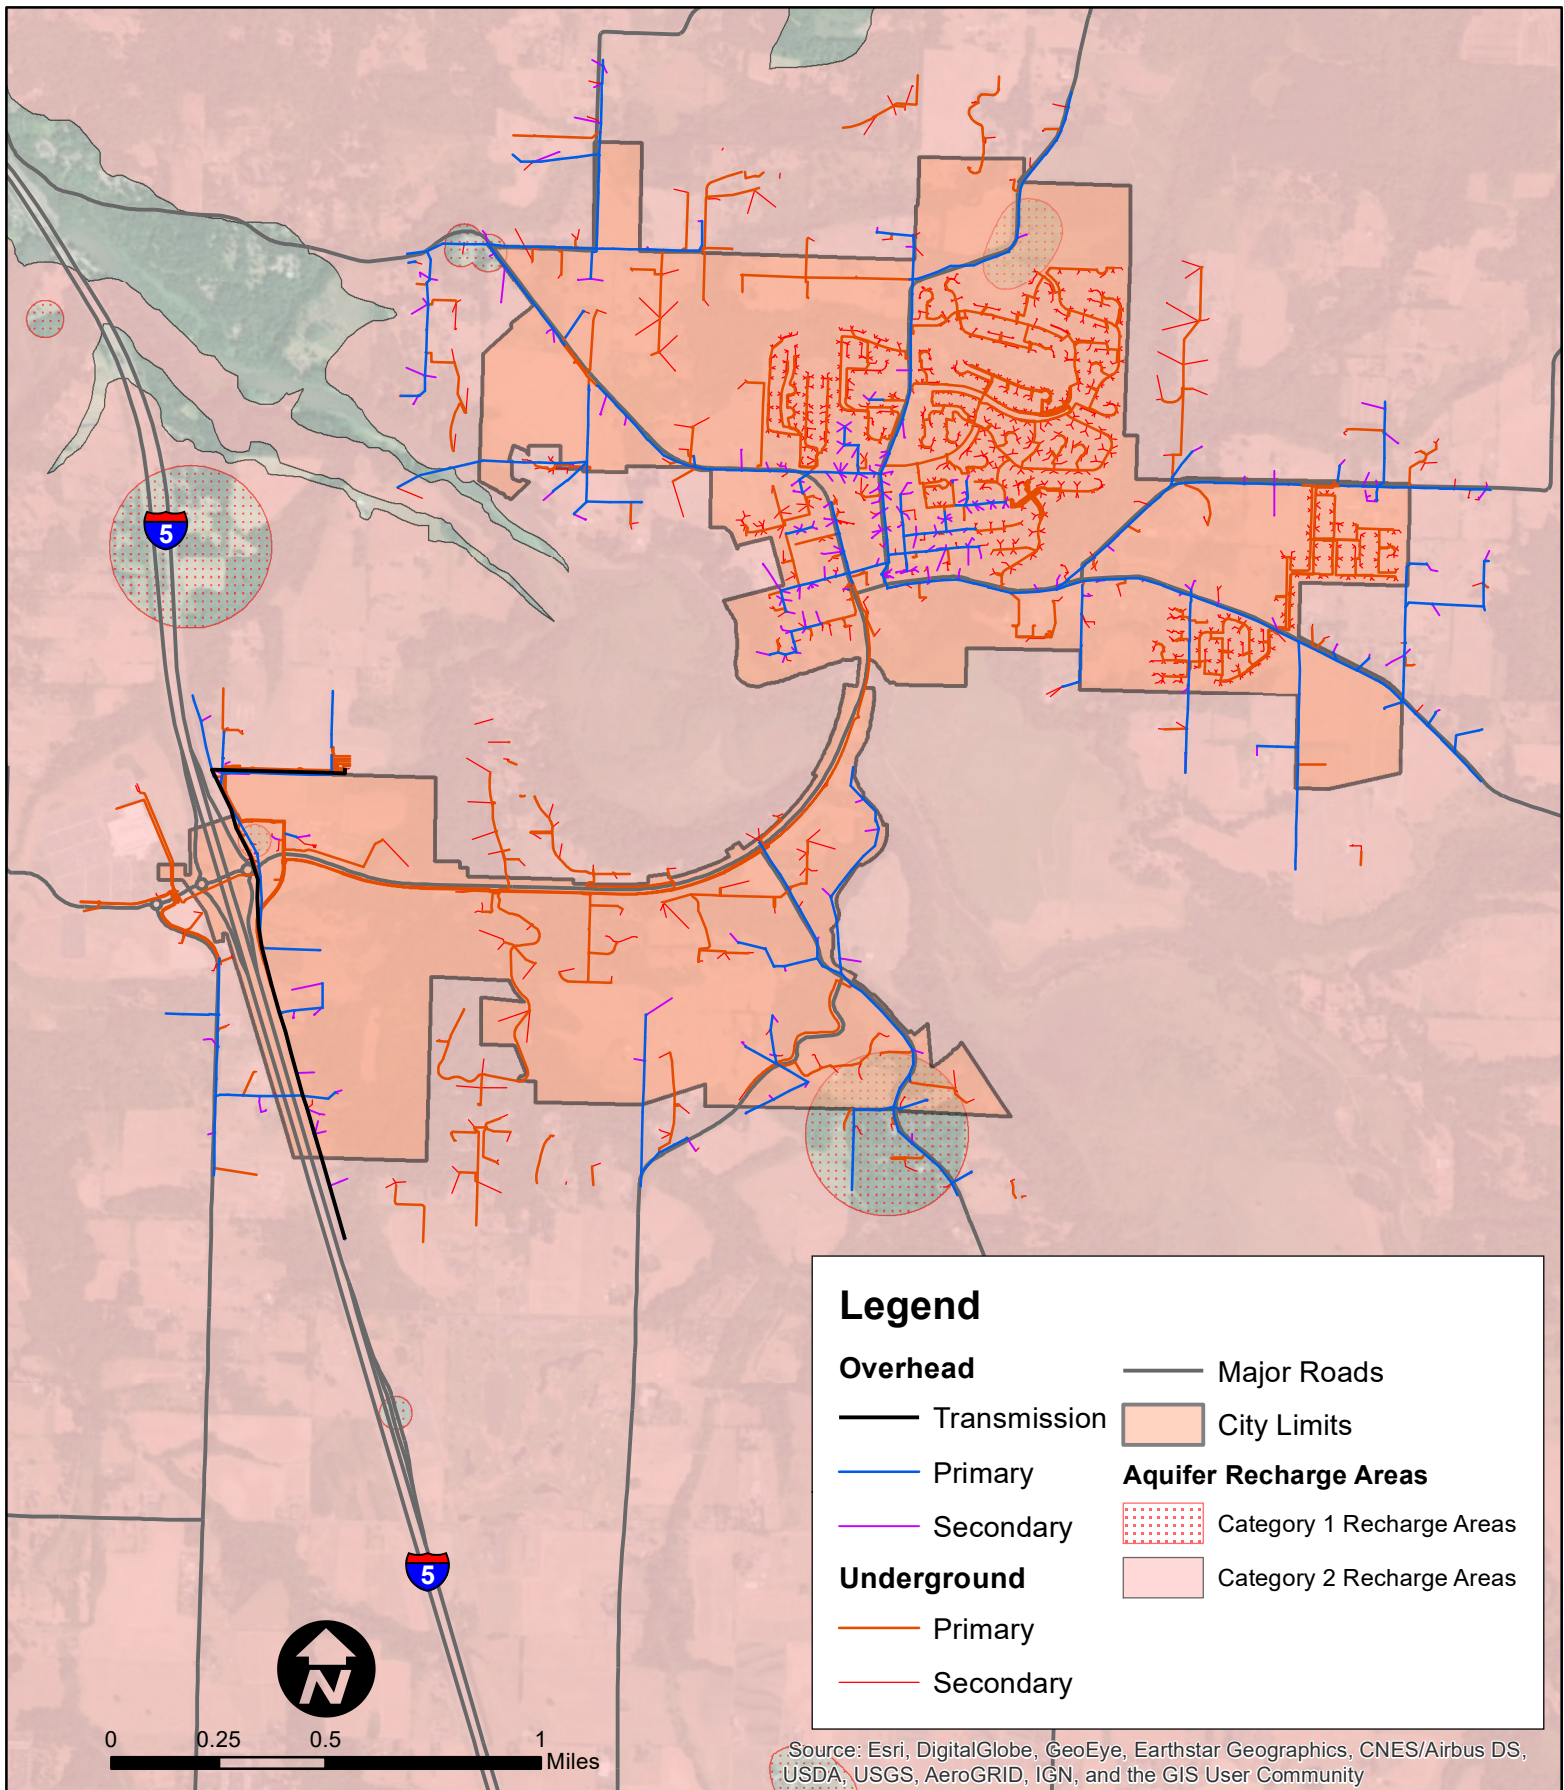 5
5
Legend
Overhead
Transmission
Primary
Secondary
Underground
Primary
Secondary
Major Roads
City Limits
Aquifer Recharge Areas
Category 1 Recharge Areas
Category 2 Recharge Areas
N
0 0.25 0.5 1
Miles
Source: Esri, DigitalGlobe, GeoEye, Earthstar Geographics, CNES/Airbus DS,
USDA, USGS, AeroGRID, IGN, and the GIS User Community